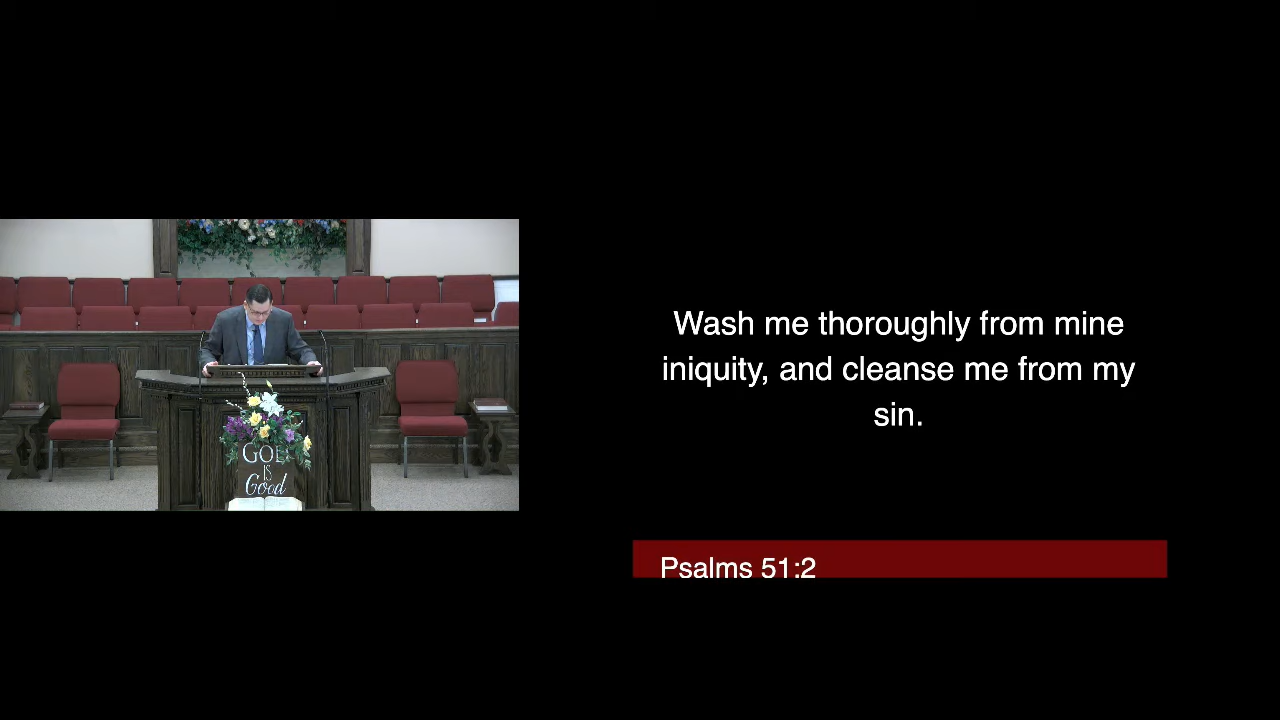 GOD
IS
Good
Wash me thoroughly from mine
iniquity, and cleanse me from my
sin.
Psalms 51:2